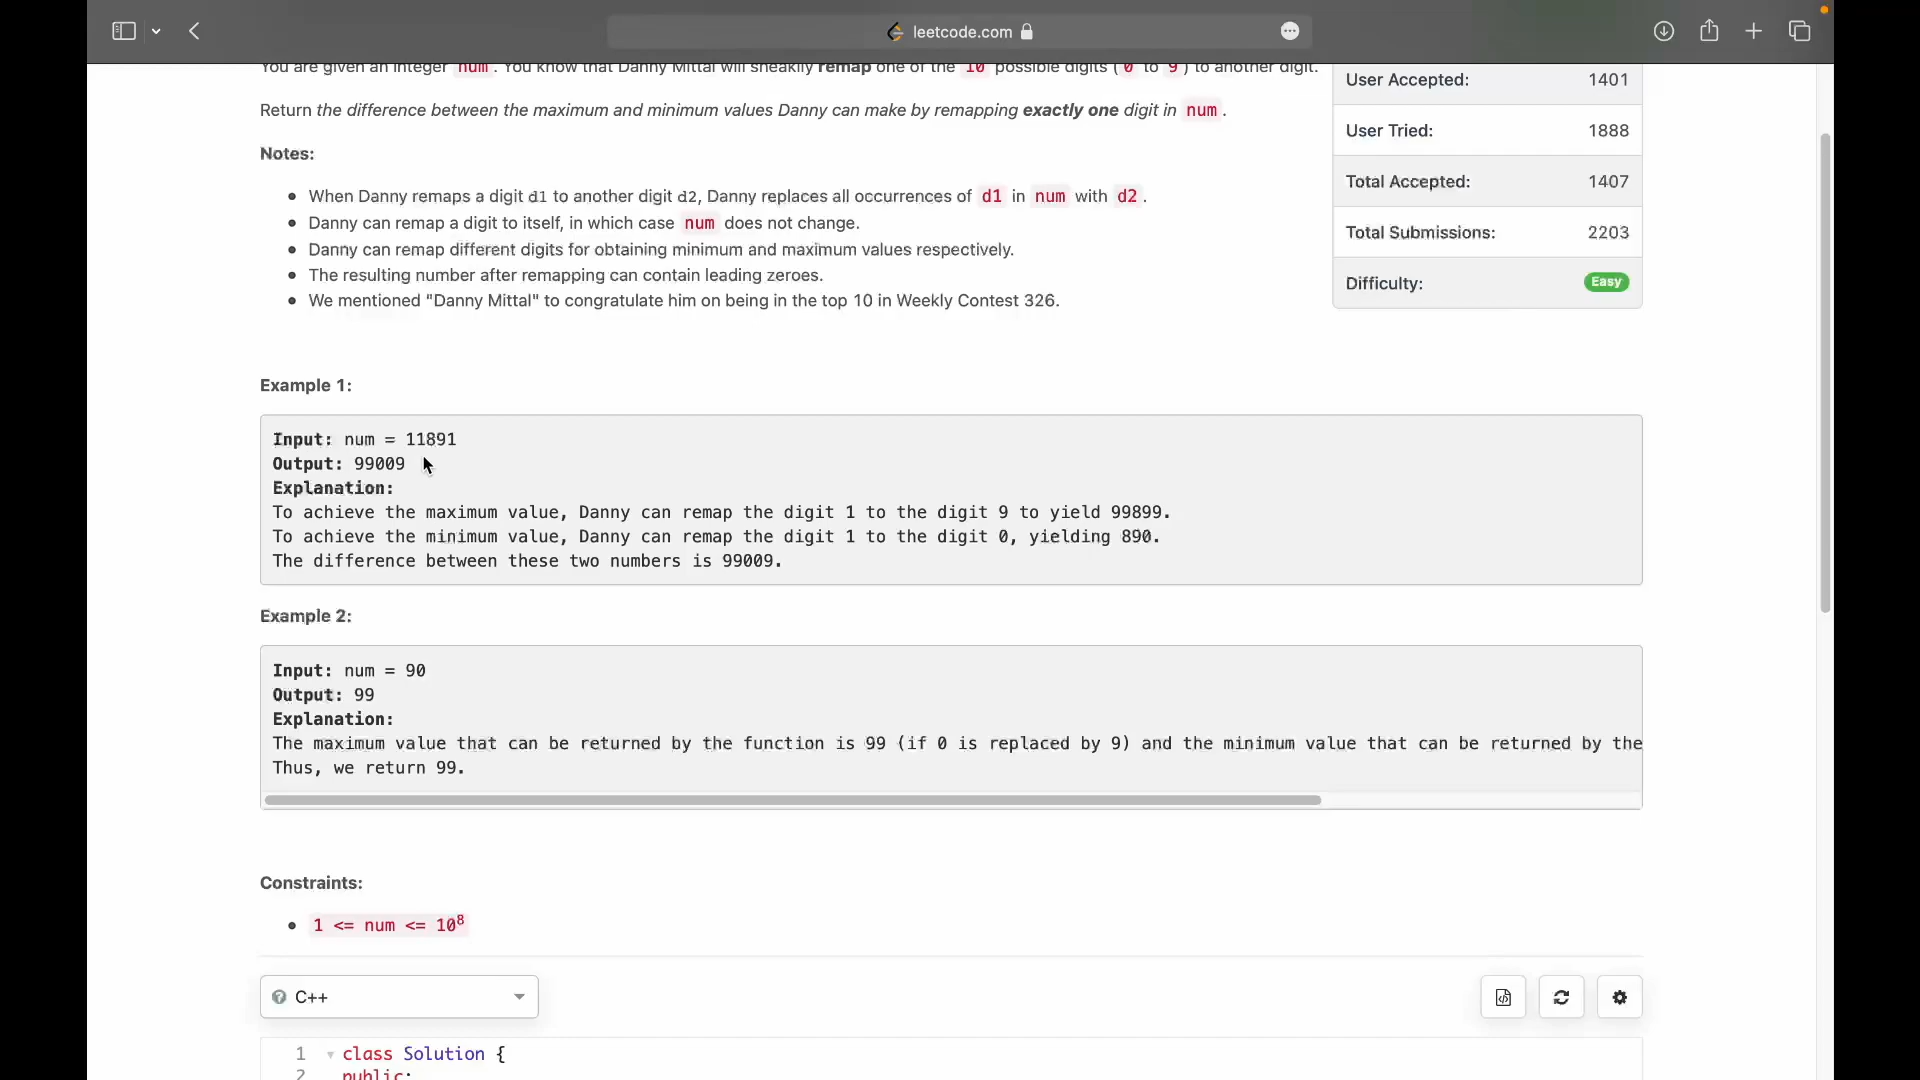 leetcode.com
You are given an integer num. You know that Danny Mittal will sneakily remap one of the 10 possible digits (0 to 9) to another digit.
User Accepted: 1401
Return the difference between the maximum and minimum values Danny can make by remapping exactly one digit in num.
User Tried: 1888
Notes:
Total Accepted: 1407
• When Danny remaps a digit d1 to another digit d2, Danny replaces all occurrences of d1 in num with d2.
• Danny can remap a digit to itself, in which case num does not change.
Total Submissions: 2203
• Danny can remap different digits for obtaining minimum and maximum values respectively.
• The resulting number after remapping can contain leading zeroes.
Difficulty: Easy
• We mentioned "Danny Mittal" to congratulate him on being in the top 10 in Weekly Contest 326.
Example 1:
Input: num = 11891
Output: 99009
Explanation:
To achieve the maximum value, Danny can remap the digit 1 to the digit 9 to yield 99899.
To achieve the minimum value, Danny can remap the digit 1 to the digit 0, yielding 890.
The difference between these two numbers is 99009.
Example 2:
Input: num = 90
Output: 99
Explanation:
The maximum value that can be returned by the function is 99 (if 0 is replaced by 9) and the minimum value that can be returned by the
Thus, we return 99.
Constraints:
• 1 <= num <= 10⁸
C++
1 class Solution {
2 public: